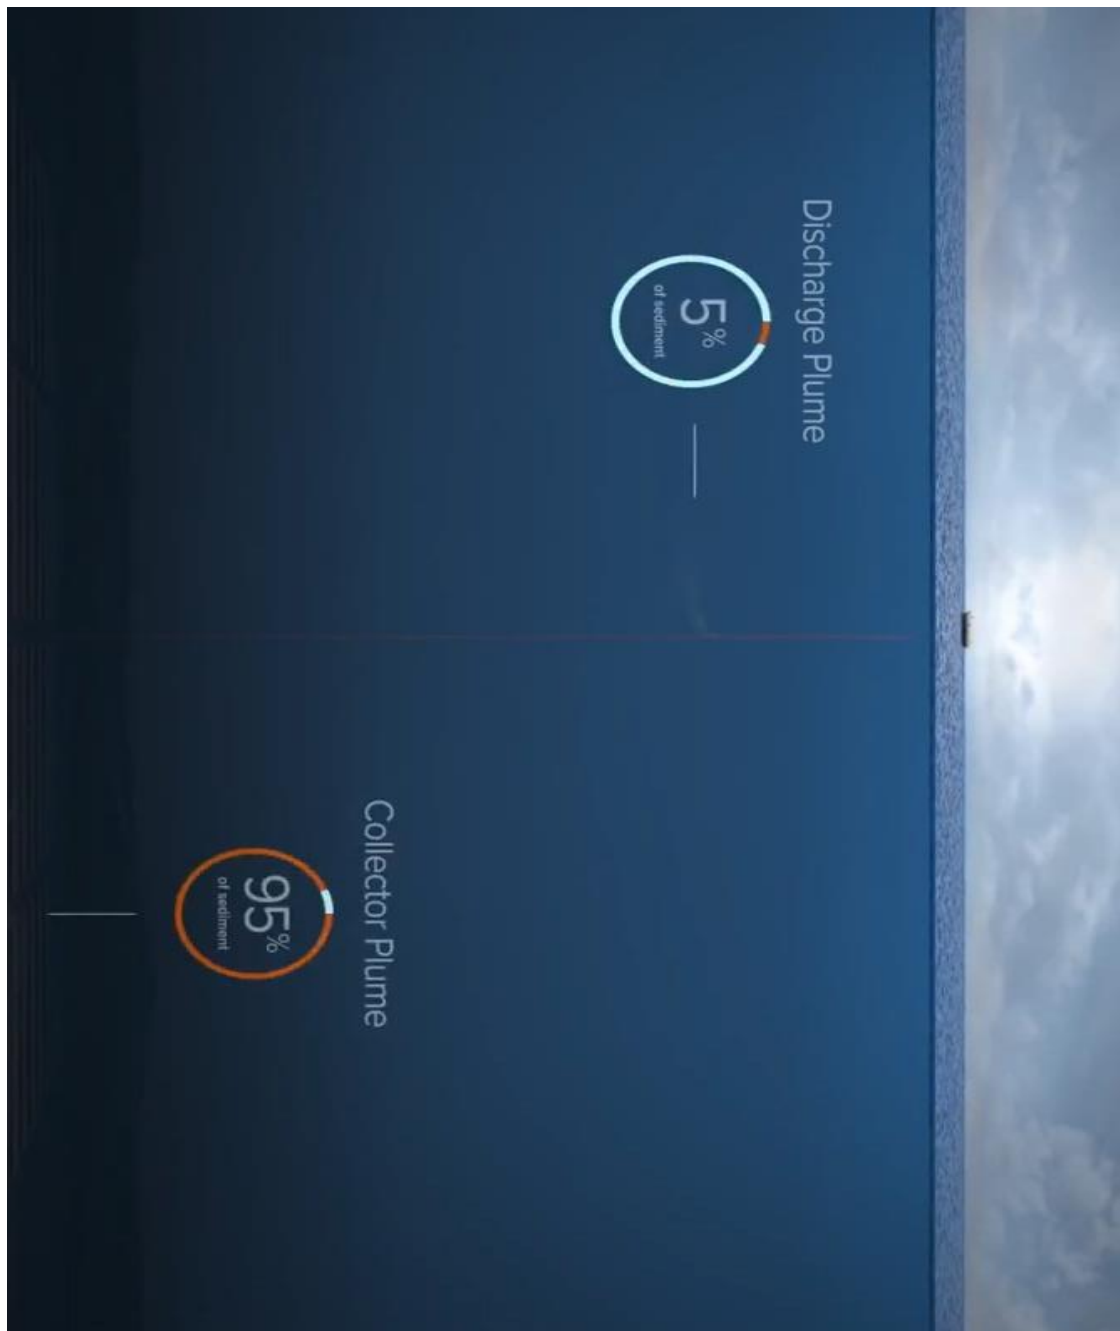 Discharge Plume
5%
of sediment
Collector Plume
95%
of sediment